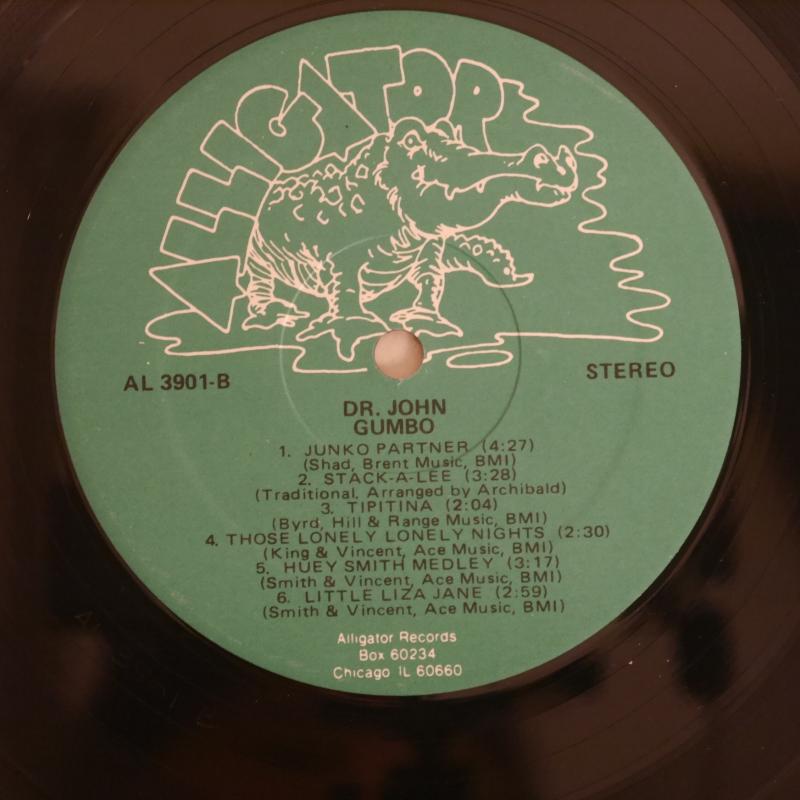 ALLIGATOR
AL 3901-B
STEREO
DR. JOHN
GUMBO
1. JUNKO PARTNER (4:27)
(Shad, Brent Music, BMI)
2. STACK-A-LEE (3:28)
(Traditional, Arranged by Archibald)
3. TIPITINA (2:04)
(Byrd, Hill & Range Music, BMI)
4. THOSE LONELY LONELY NIGHTS (2:30)
(King & Vincent, Ace Music, BMI)
5. HUEY SMITH MEDLEY (3:17)
(Smith & Vincent, Ace Music, BMI)
6. LITTLE LIZA JANE (2:59)
(Smith & Vincent, Ace Music, BMI)
Alligator Records
Box 60234
Chicago IL 60660